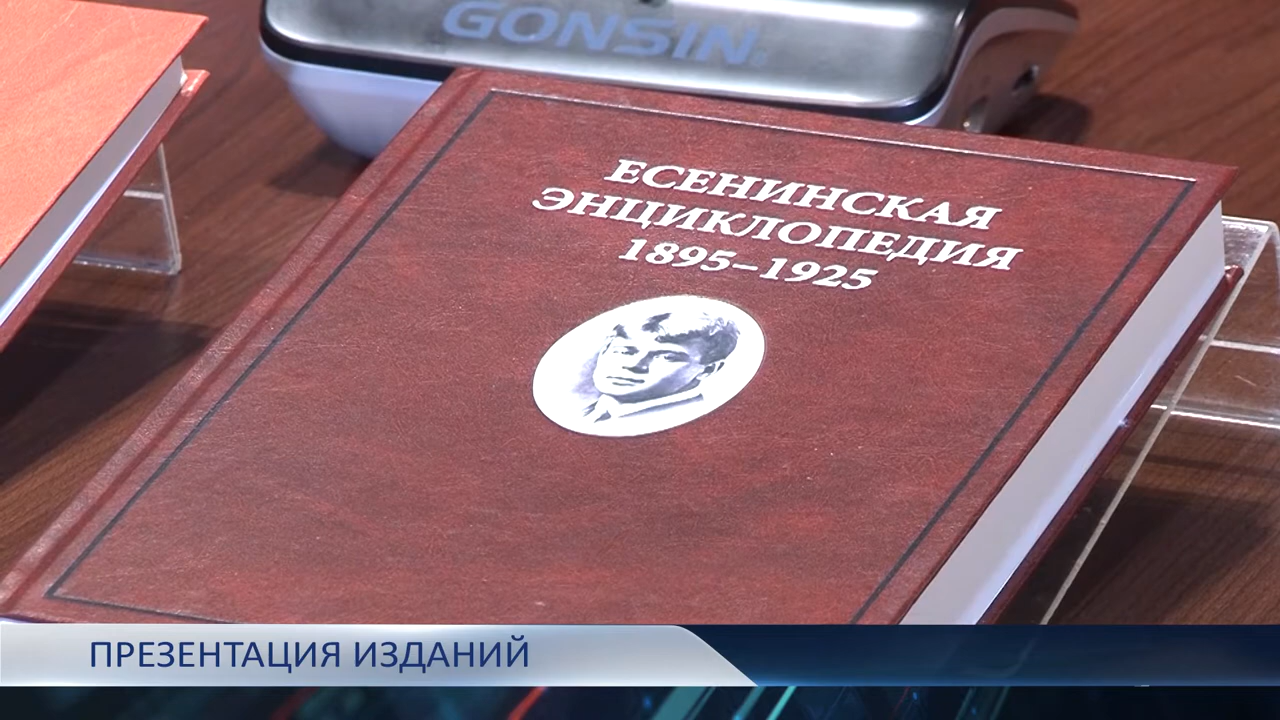 GONSIN
ЕСЕНИНСКАЯ
ЭНЦИКЛОПЕДИЯ
1895–1925
ПРЕЗЕНТАЦИЯ ИЗДАНИЙ